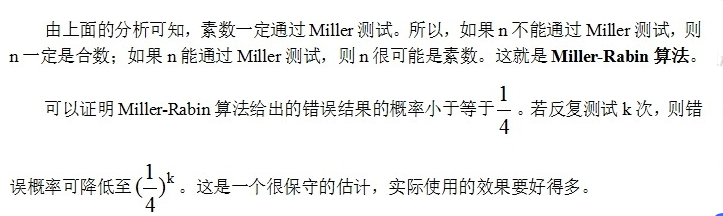 由上面的分析可知，素数一定通过 Miller 测试。所以，如果 n 不能通过 Miller 测试，则
n 一定是合数；如果 n 能通过 Miller 测试，则 n 很可能是素数。这就是 Miller-Rabin 算法。
可以证明 Miller-Rabin 算法给出的错误结果的概率小于等于 1/4 。若反复测试 k 次，则错
误概率可降低至 (1/4)^k 。这是一个很保守的估计，实际使用的效果要好得多。